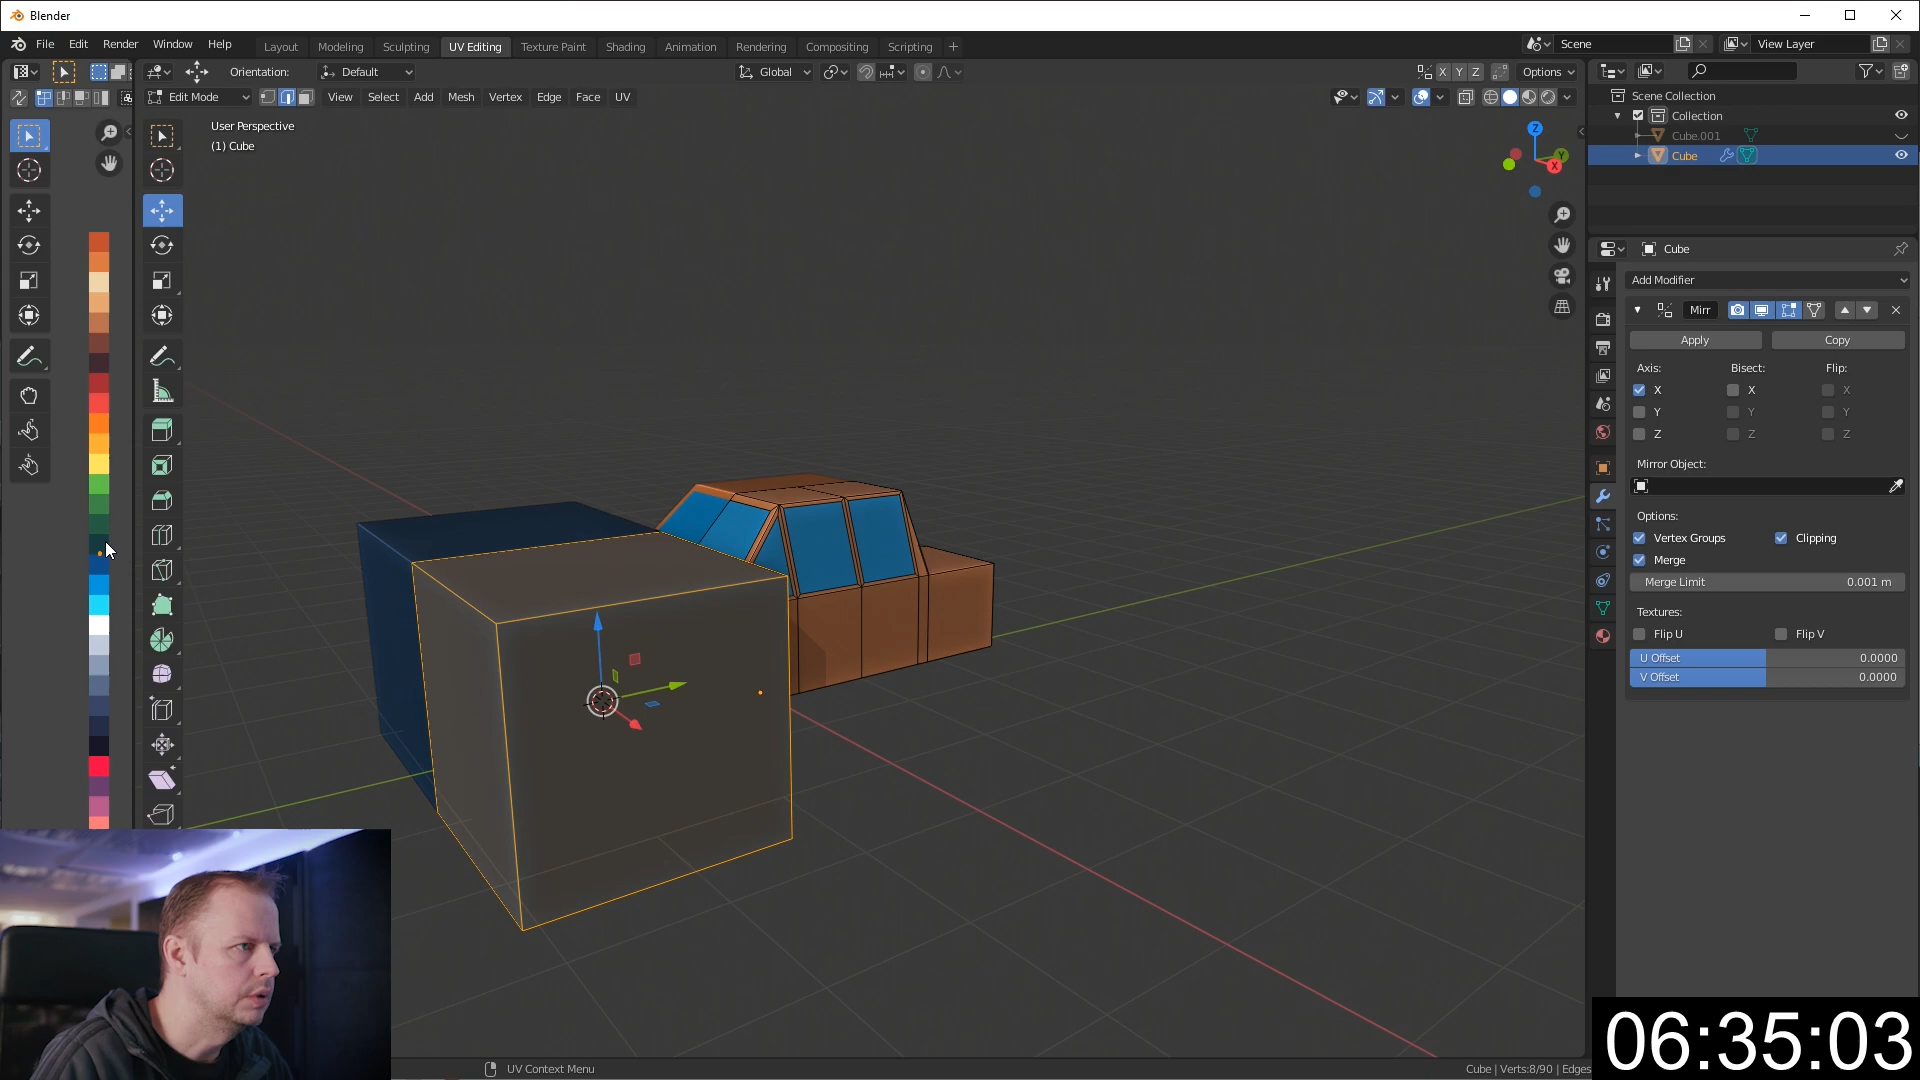 Blender
File Edit Render Window Help
Layout Modeling Sculpting UV Editing Texture Paint Shading Animation Rendering Compositing Scripting +
Scene
View Layer
Orientation: Default
Global
X Y Z
Options
Edit Mode
View Select Add Mesh Vertex Edge Face UV
User Perspective
(1) Cube
Z
Y
X
Scene Collection
Collection
Cube.001
Cube
Cube
Add Modifier
Mirr
Apply Copy
Axis: Bisect: Flip:
X X X
Y Y Y
Z Z Z
Mirror Object:
Options:
Vertex Groups Clipping
Merge
Merge Limit 0.001 m
Textures:
Flip U Flip V
U Offset 0.0000
V Offset 0.0000
UV Context Menu
Cube | Verts:8/90 | Edges
06:35:03